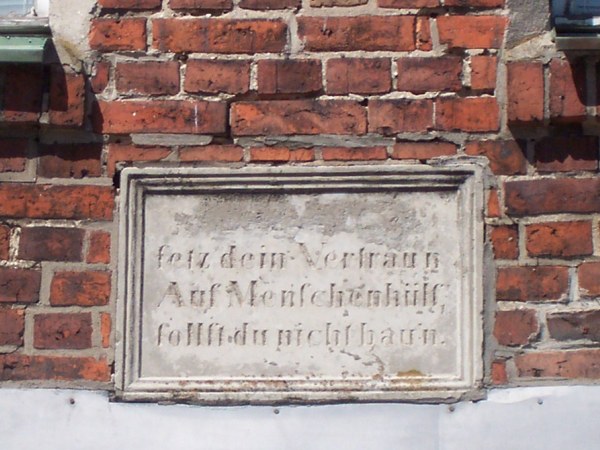 ſetz dein Vertraun
Auf Menſchenhülf,
ſollſt du nicht bau'n.